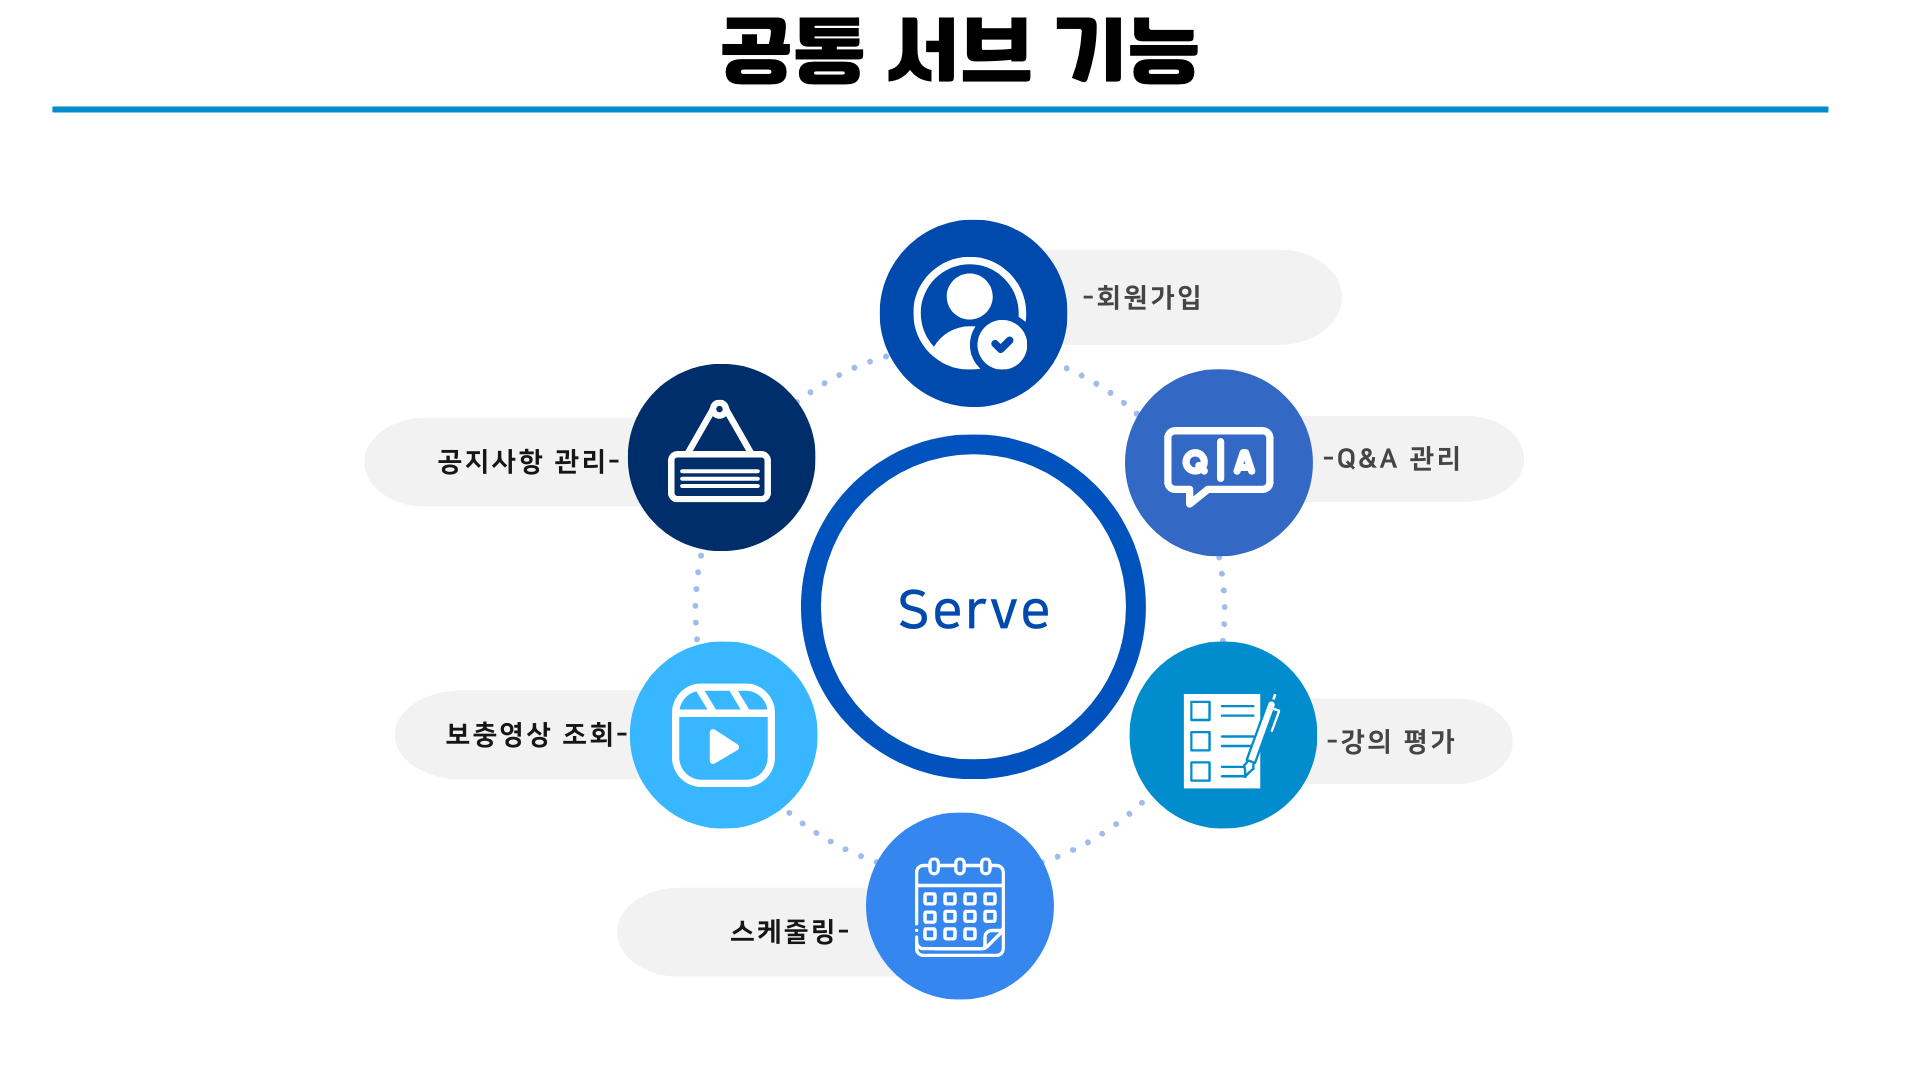 공통 서브 기능
-회원가입
공지사항 관리-
-Q&A 관리
Q|A
Serve
보충영상 조회-
-강의 평가
스케줄링-